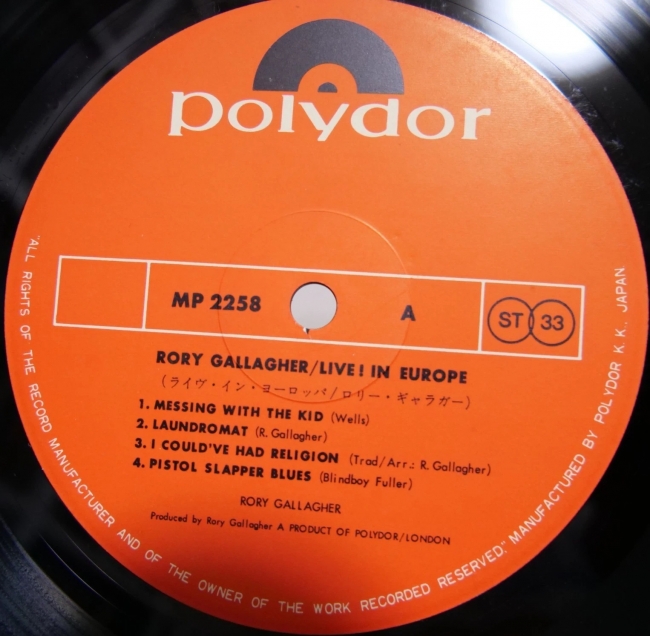 polydor
MP 2258
A
ST 33
RORY GALLAGHER/LIVE! IN EUROPE
(ライヴ・イン・ヨーロッパ/ロリー・ギャラガー)
1. MESSING WITH THE KID (Wells)
2. LAUNDROMAT (R. Gallagher)
3. I COULD'VE HAD RELIGION (Trad/Arr.: R. Gallagher)
4. PISTOL SLAPPER BLUES (Blindboy Fuller)
RORY GALLAGHER
Produced by Rory Gallagher A PRODUCT OF POLYDOR/LONDON
"ALL RIGHTS OF THE RECORD MANUFACTURER AND OF THE OWNER OF THE WORK RECORDED RESERVED." MANUFACTURED BY POLYDOR K.K., JAPAN